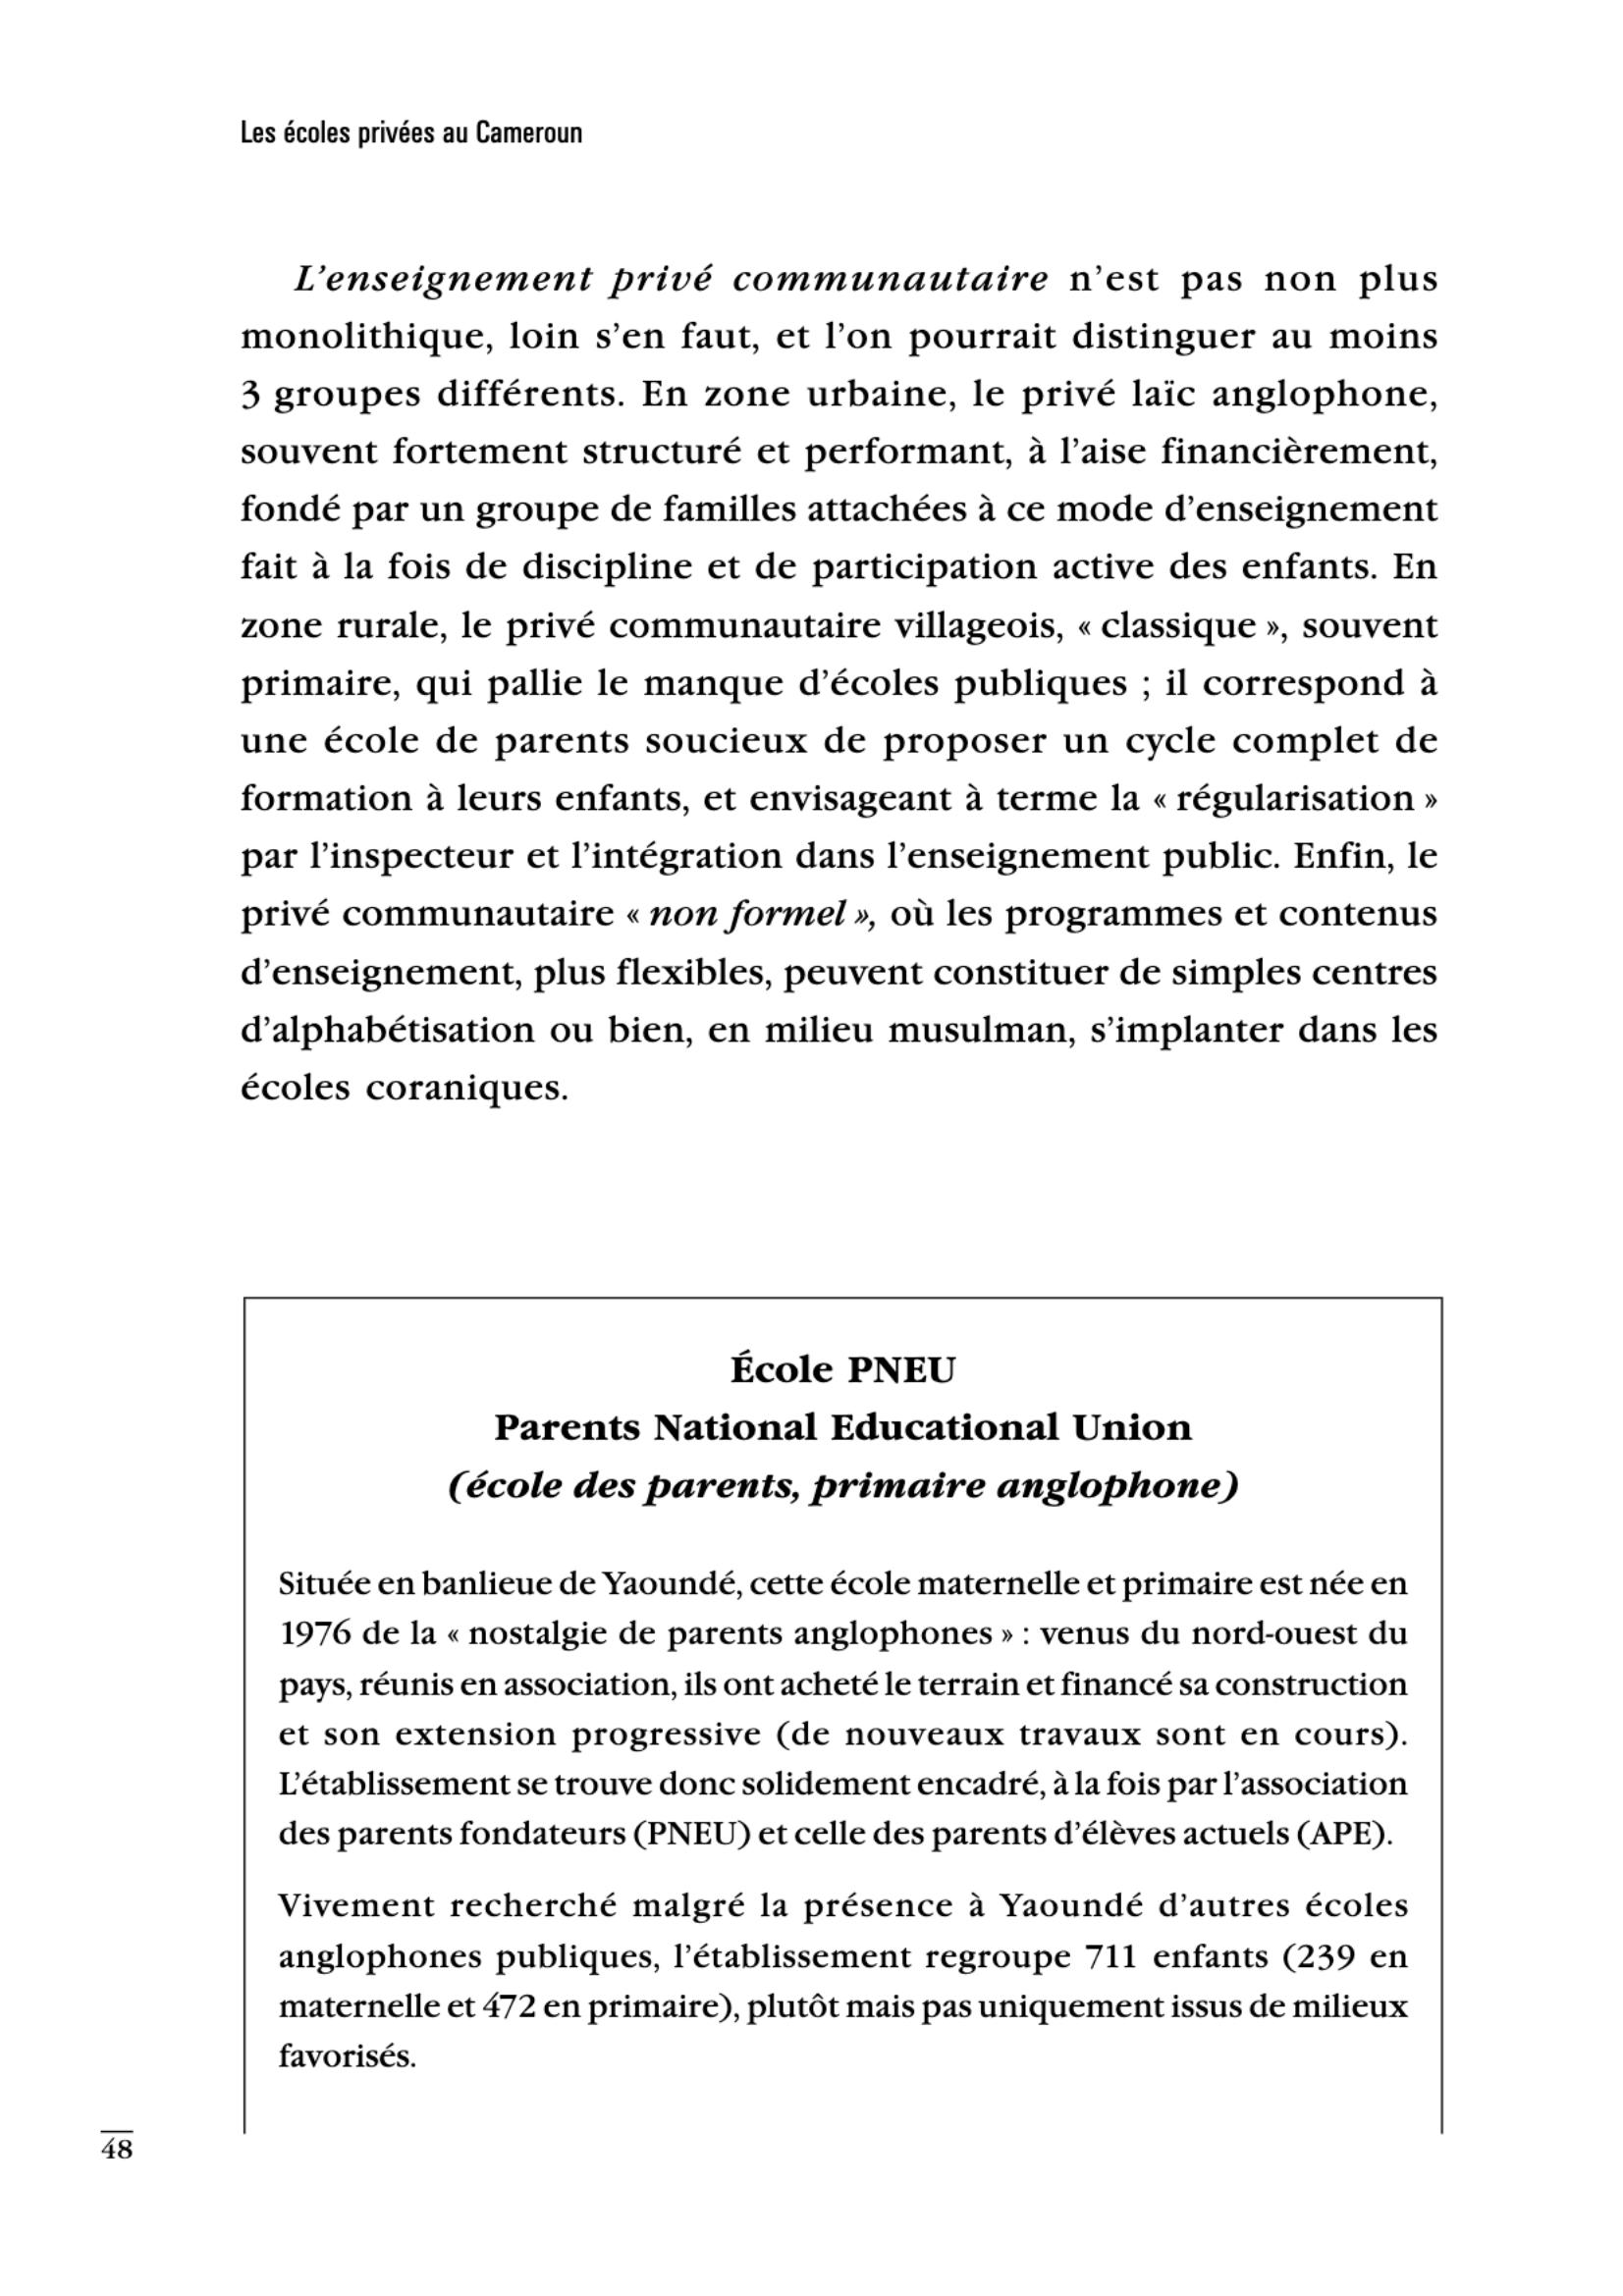 Les écoles privées au Cameroun
L’enseignement privé communautaire n’est pas non plus
monolithique, loin s’en faut, et l’on pourrait distinguer au moins
3 groupes différents. En zone urbaine, le privé laïc anglophone,
souvent fortement structuré et performant, à l’aise financièrement,
fondé par un groupe de familles attachées à ce mode d’enseignement
fait à la fois de discipline et de participation active des enfants. En
zone rurale, le privé communautaire villageois, « classique », souvent
primaire, qui pallie le manque d’écoles publiques ; il correspond à
une école de parents soucieux de proposer un cycle complet de
formation à leurs enfants, et envisageant à terme la « régularisation »
par l’inspecteur et l’intégration dans l’enseignement public. Enfin, le
privé communautaire « non formel », où les programmes et contenus
d’enseignement, plus flexibles, peuvent constituer de simples centres
d’alphabétisation ou bien, en milieu musulman, s’implanter dans les
écoles coraniques.
École PNEU
Parents National Educational Union
(école des parents, primaire anglophone)
Située en banlieue de Yaoundé, cette école maternelle et primaire est née en
1976 de la « nostalgie de parents anglophones » : venus du nord-ouest du
pays, réunis en association, ils ont acheté le terrain et financé sa construction
et son extension progressive (de nouveaux travaux sont en cours).
L’établissement se trouve donc solidement encadré, à la fois par l’association
des parents fondateurs (PNEU) et celle des parents d’élèves actuels (APE).
Vivement recherché malgré la présence à Yaoundé d’autres écoles
anglophones publiques, l’établissement regroupe 711 enfants (239 en
maternelle et 472 en primaire), plutôt mais pas uniquement issus de milieux
favorisés.
48